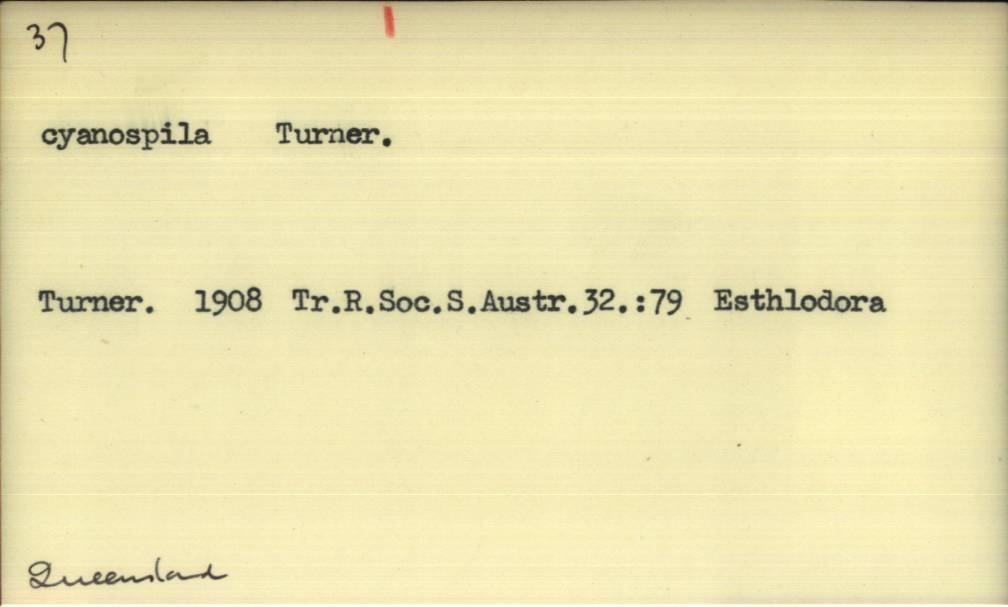 37
cyanospila Turner.
Turner. 1908 Tr.R.Soc.S.Austr.32.:79 Esthlodora
Queensland